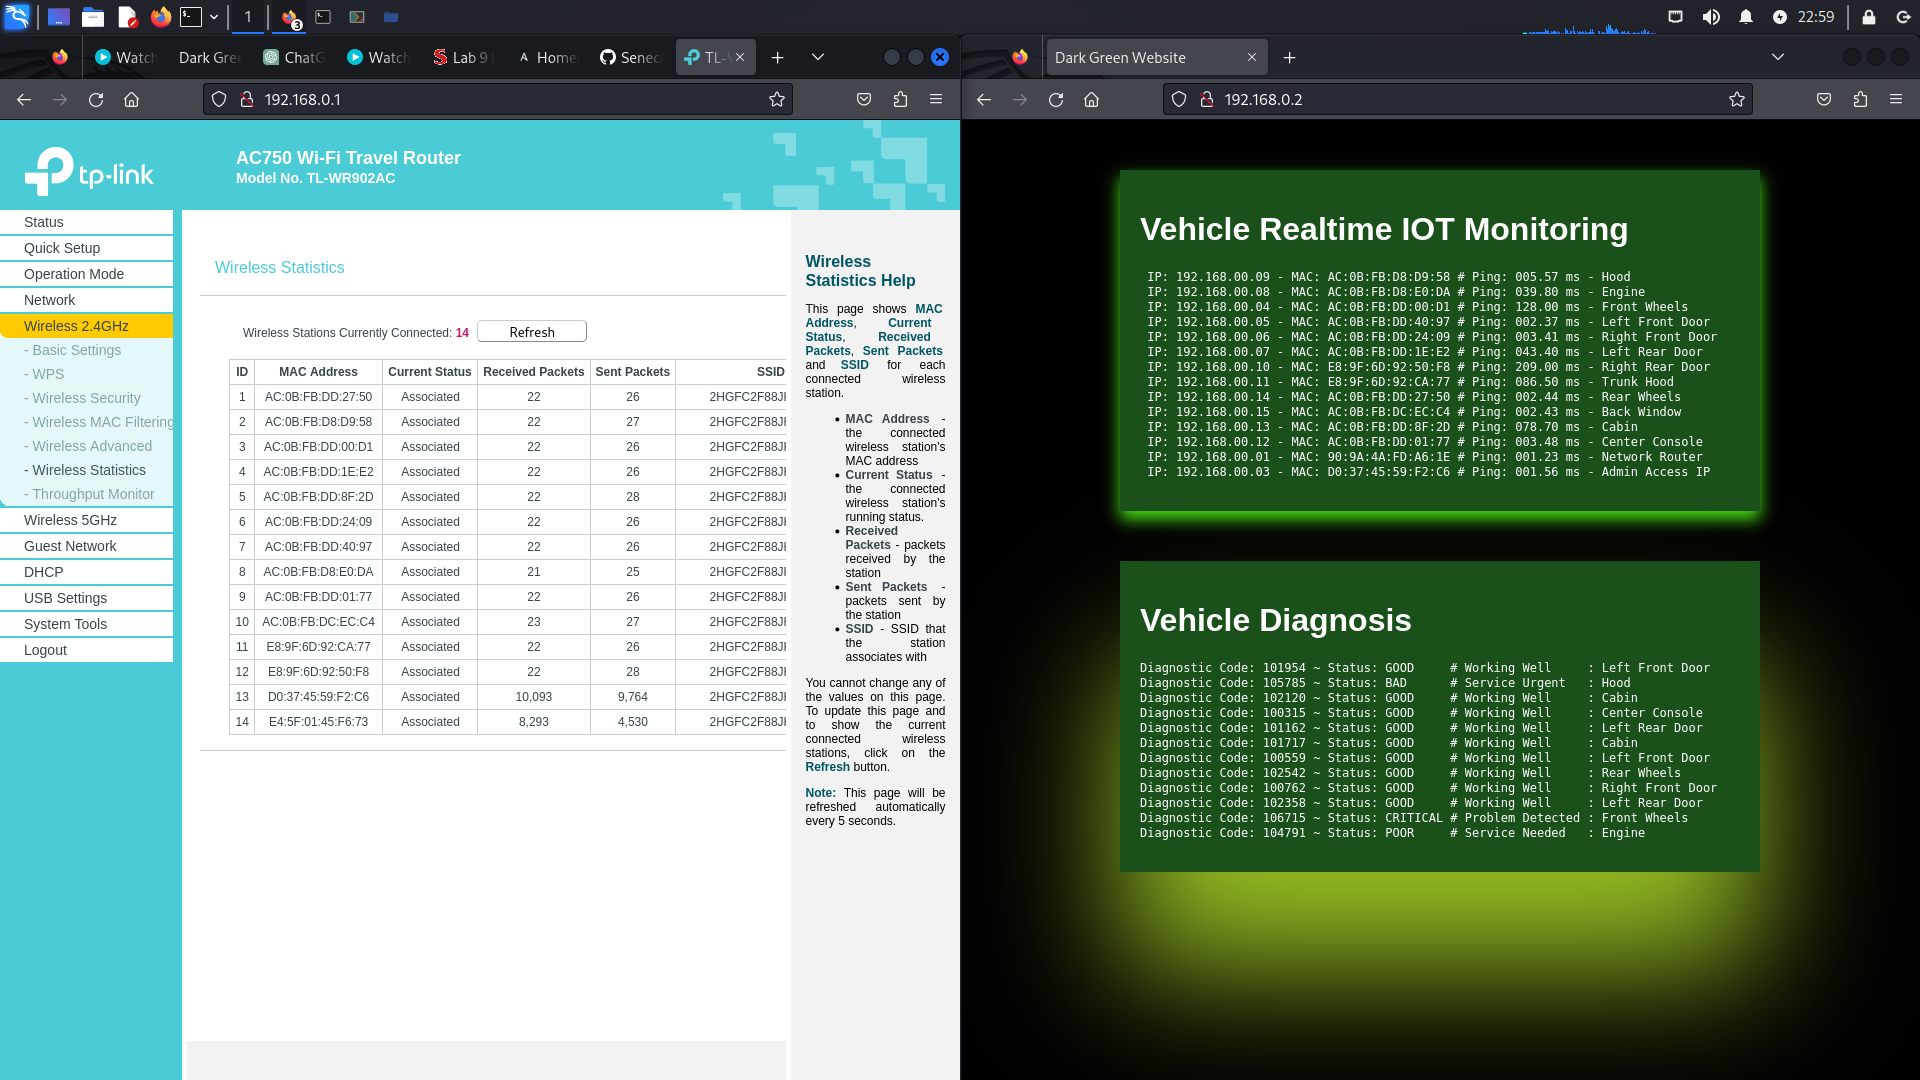 1
3
22:59
Watch
Dark Gre
ChatG
Watch
Lab 9
Home
Senec
TL-
192.168.0.1
tp-link
AC750 Wi-Fi Travel Router
Model No. TL-WR902AC
Status
Quick Setup
Operation Mode
Network
Wireless 2.4GHz
- Basic Settings
- WPS
- Wireless Security
- Wireless MAC Filtering
- Wireless Advanced
- Wireless Statistics
- Throughput Monitor
Wireless 5GHz
Guest Network
DHCP
USB Settings
System Tools
Logout
Wireless Statistics
Wireless Stations Currently Connected: 14 Refresh
ID MAC Address Current Status Received Packets Sent Packets SSID
1 AC:0B:FB:DD:27:50 Associated 22 26 2HGFC2F88JH
2 AC:0B:FB:D8:D9:58 Associated 22 27 2HGFC2F88JH
3 AC:0B:FB:DD:00:D1 Associated 22 26 2HGFC2F88JH
4 AC:0B:FB:DD:1E:E2 Associated 22 26 2HGFC2F88JH
5 AC:0B:FB:DD:8F:2D Associated 22 28 2HGFC2F88JH
6 AC:0B:FB:DD:24:09 Associated 22 26 2HGFC2F88JH
7 AC:0B:FB:DD:40:97 Associated 22 26 2HGFC2F88JH
8 AC:0B:FB:D8:E0:DA Associated 21 25 2HGFC2F88JH
9 AC:0B:FB:DD:01:77 Associated 22 26 2HGFC2F88JH
10 AC:0B:FB:DC:EC:C4 Associated 23 27 2HGFC2F88JH
11 E8:9F:6D:92:CA:77 Associated 22 26 2HGFC2F88JH
12 E8:9F:6D:92:50:F8 Associated 22 28 2HGFC2F88JH
13 D0:37:45:59:F2:C6 Associated 10,093 9,764 2HGFC2F88JH
14 E4:5F:01:45:F6:73 Associated 8,293 4,530 2HGFC2F88JH
Wireless
Statistics Help
This page shows MAC
Address, Current
Status, Received
Packets, Sent Packets
and SSID for each
connected wireless
station.
• MAC Address -
the connected
wireless station's
MAC address
• Current Status -
the connected
wireless station's
running status.
• Received
Packets - packets
received by the
station
• Sent Packets -
packets sent by
the station
• SSID - SSID that
the station
associates with
You cannot change any of
the values on this page.
To update this page and
to show the current
connected wireless
stations, click on the
Refresh button.
Note: This page will be
refreshed automatically
every 5 seconds.
Dark Green Website
192.168.0.2
Vehicle Realtime IOT Monitoring
IP: 192.168.00.09 - MAC: AC:0B:FB:D8:D9:58 # Ping: 005.57 ms - Hood
IP: 192.168.00.08 - MAC: AC:0B:FB:D8:E0:DA # Ping: 039.80 ms - Engine
IP: 192.168.00.04 - MAC: AC:0B:FB:DD:00:D1 # Ping: 128.00 ms - Front Wheels
IP: 192.168.00.05 - MAC: AC:0B:FB:DD:40:97 # Ping: 002.37 ms - Left Front Door
IP: 192.168.00.06 - MAC: AC:0B:FB:DD:24:09 # Ping: 003.41 ms - Right Front Door
IP: 192.168.00.07 - MAC: AC:0B:FB:DD:1E:E2 # Ping: 043.40 ms - Left Rear Door
IP: 192.168.00.10 - MAC: E8:9F:6D:92:50:F8 # Ping: 209.00 ms - Right Rear Door
IP: 192.168.00.11 - MAC: E8:9F:6D:92:CA:77 # Ping: 086.50 ms - Trunk Hood
IP: 192.168.00.14 - MAC: AC:0B:FB:DD:27:50 # Ping: 002.44 ms - Rear Wheels
IP: 192.168.00.15 - MAC: AC:0B:FB:DC:EC:C4 # Ping: 002.43 ms - Back Window
IP: 192.168.00.13 - MAC: AC:0B:FB:DD:8F:2D # Ping: 078.70 ms - Cabin
IP: 192.168.00.12 - MAC: AC:0B:FB:DD:01:77 # Ping: 003.48 ms - Center Console
IP: 192.168.00.01 - MAC: 90:9A:4A:FD:A6:1E # Ping: 001.23 ms - Network Router
IP: 192.168.00.03 - MAC: D0:37:45:59:F2:C6 # Ping: 001.56 ms - Admin Access IP
Vehicle Diagnosis
Diagnostic Code: 101954 ~ Status: GOOD # Working Well : Left Front Door
Diagnostic Code: 105785 ~ Status: BAD # Service Urgent : Hood
Diagnostic Code: 102120 ~ Status: GOOD # Working Well : Cabin
Diagnostic Code: 100315 ~ Status: GOOD # Working Well : Center Console
Diagnostic Code: 101162 ~ Status: GOOD # Working Well : Left Rear Door
Diagnostic Code: 101717 ~ Status: GOOD # Working Well : Cabin
Diagnostic Code: 100559 ~ Status: GOOD # Working Well : Left Front Door
Diagnostic Code: 102542 ~ Status: GOOD # Working Well : Rear Wheels
Diagnostic Code: 100762 ~ Status: GOOD # Working Well : Right Front Door
Diagnostic Code: 102358 ~ Status: GOOD # Working Well : Left Rear Door
Diagnostic Code: 106715 ~ Status: CRITICAL # Problem Detected : Front Wheels
Diagnostic Code: 104791 ~ Status: POOR # Service Needed : Engine